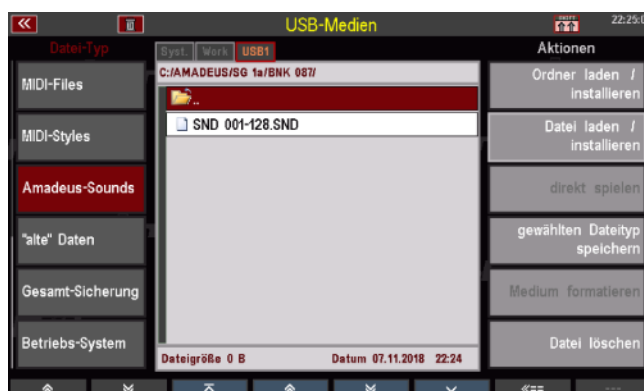 USB-Medien
22:25:0
Datei-Typ
Syst. Work USB1
Aktionen
C:/AMADEUS/SG 1a/BNK 087/
..
SND 001-128.SND
MIDI-Files
MIDI-Styles
Amadeus-Sounds
"alte" Daten
Gesamt-Sicherung
Betriebs-System
Ordner laden /
installieren
Datei laden /
installieren
direkt spielen
gewählten Dateityp
speichern
Medium formatieren
Datei löschen
Dateigröße 0 B Datum 07.11.2018 22:24